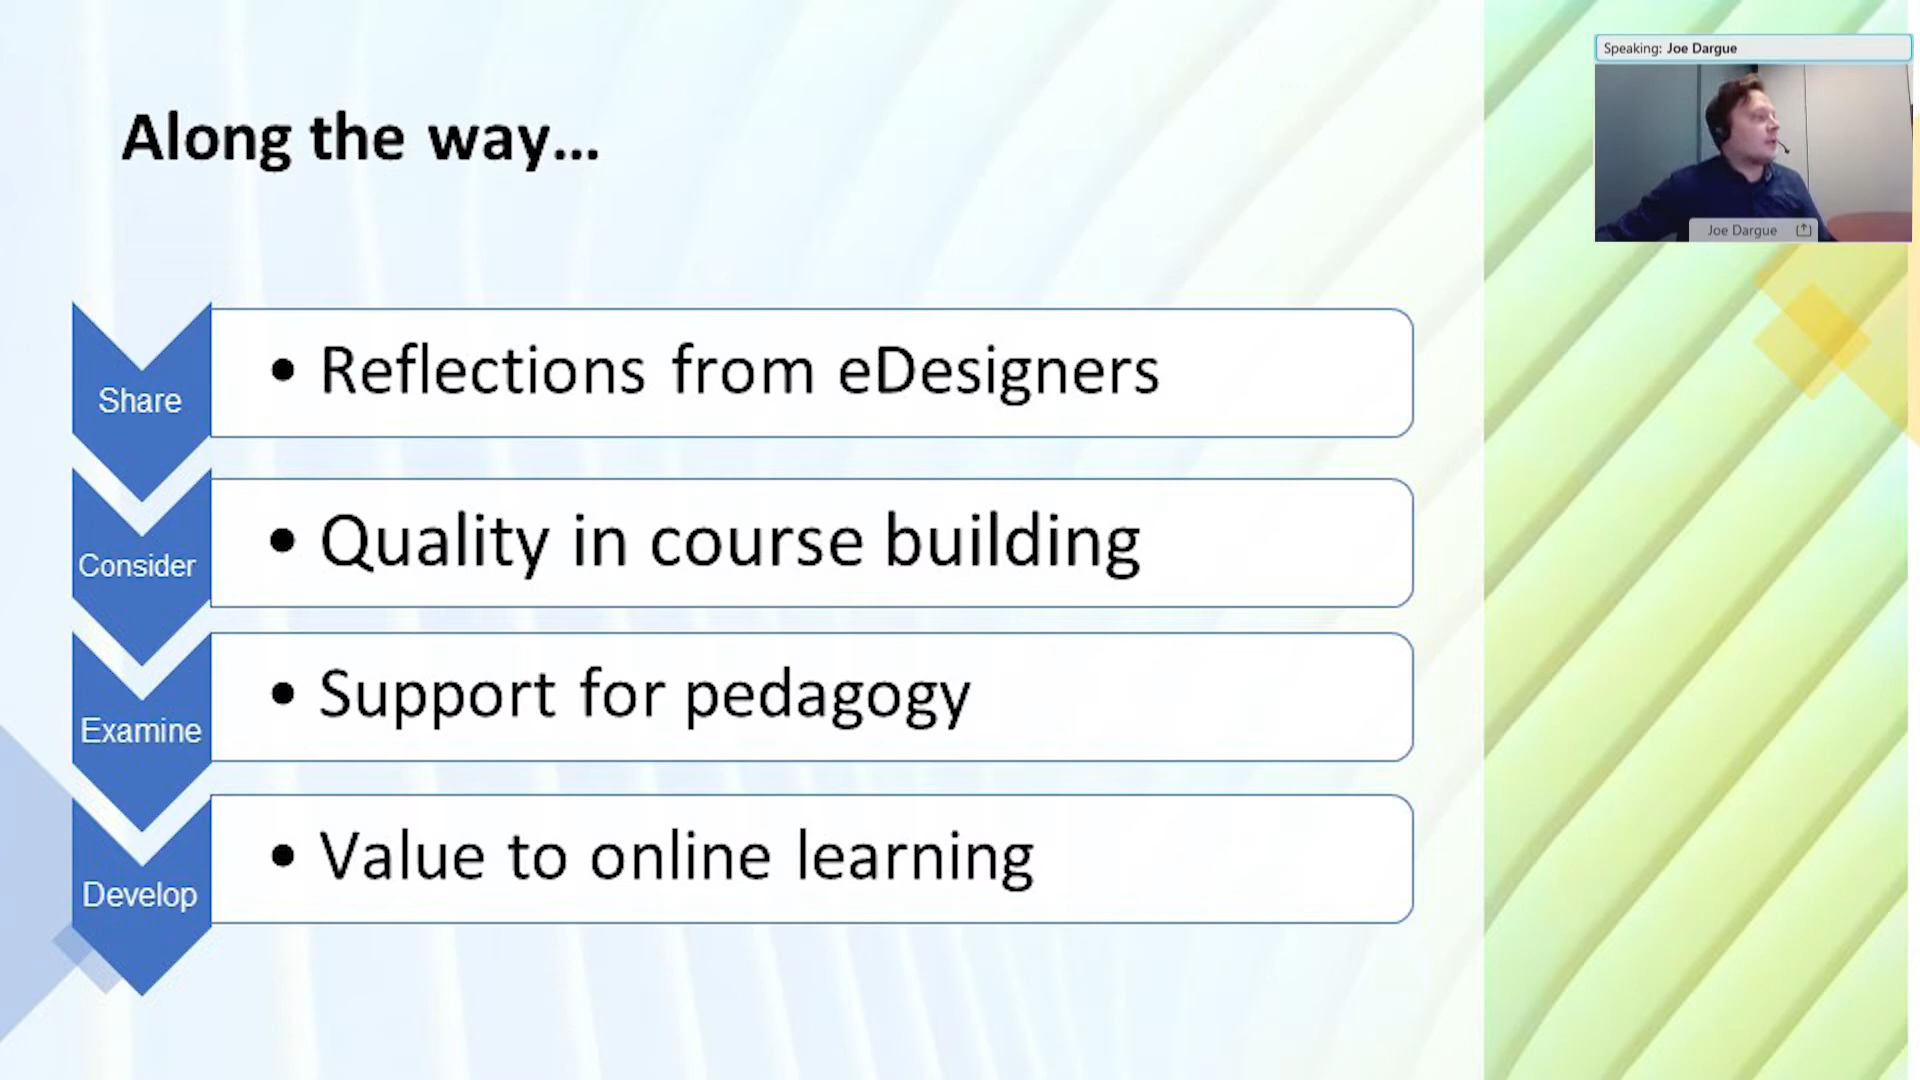 Along the way...
Speaking: Joe Dargue
Joe Dargue
Share
• Reflections from eDesigners
Consider
• Quality in course building
Examine
• Support for pedagogy
Develop
• Value to online learning